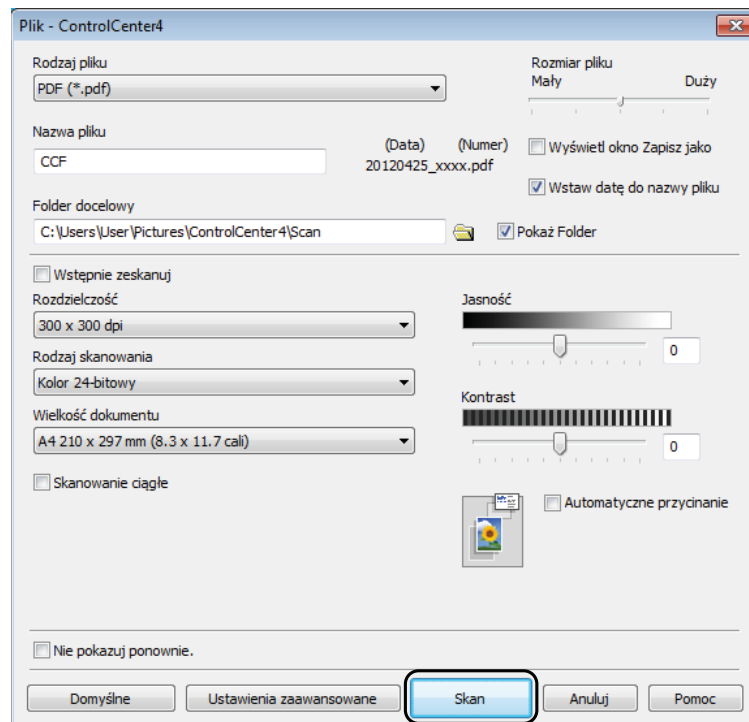 Plik - ControlCenter4
Rodzaj pliku
PDF (*.pdf)
Rozmiar pliku
Mały Duży
Nazwa pliku
CCF
(Data) (Numer)
20120425_xxxx.pdf
Wyświetl okno Zapisz jako
Wstaw datę do nazwy pliku
Folder docelowy
C:\Users\User\Pictures\ControlCenter4\Scan
Pokaż Folder
Wstępnie zeskanuj
Rozdzielczość
300 x 300 dpi
Rodzaj skanowania
Kolor 24-bitowy
Wielkość dokumentu
A4 210 x 297 mm (8.3 x 11.7 cali)
Skanowanie ciągłe
Jasność
0
Kontrast
0
Automatyczne przycinanie
Nie pokazuj ponownie.
Domyślne Ustawienia zaawansowane Skan Anuluj Pomoc